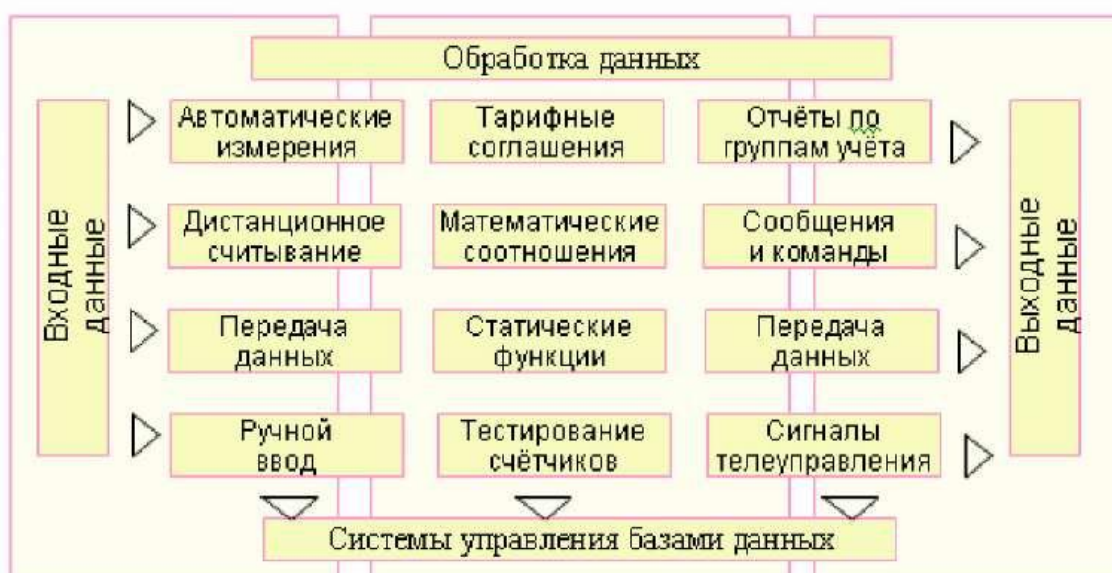 Обработка данных
Входные
данные
Автоматические
измерения
Тарифные
соглашения
Отчёты по
группам учёта
Дистанционное
считывание
Математические
соотношения
Сообщения
и команды
Передача
данных
Статические
функции
Передача
данных
Ручной
ввод
Тестирование
счётчиков
Сигналы
телеуправления
Выходные
данные
Системы управления базами данных